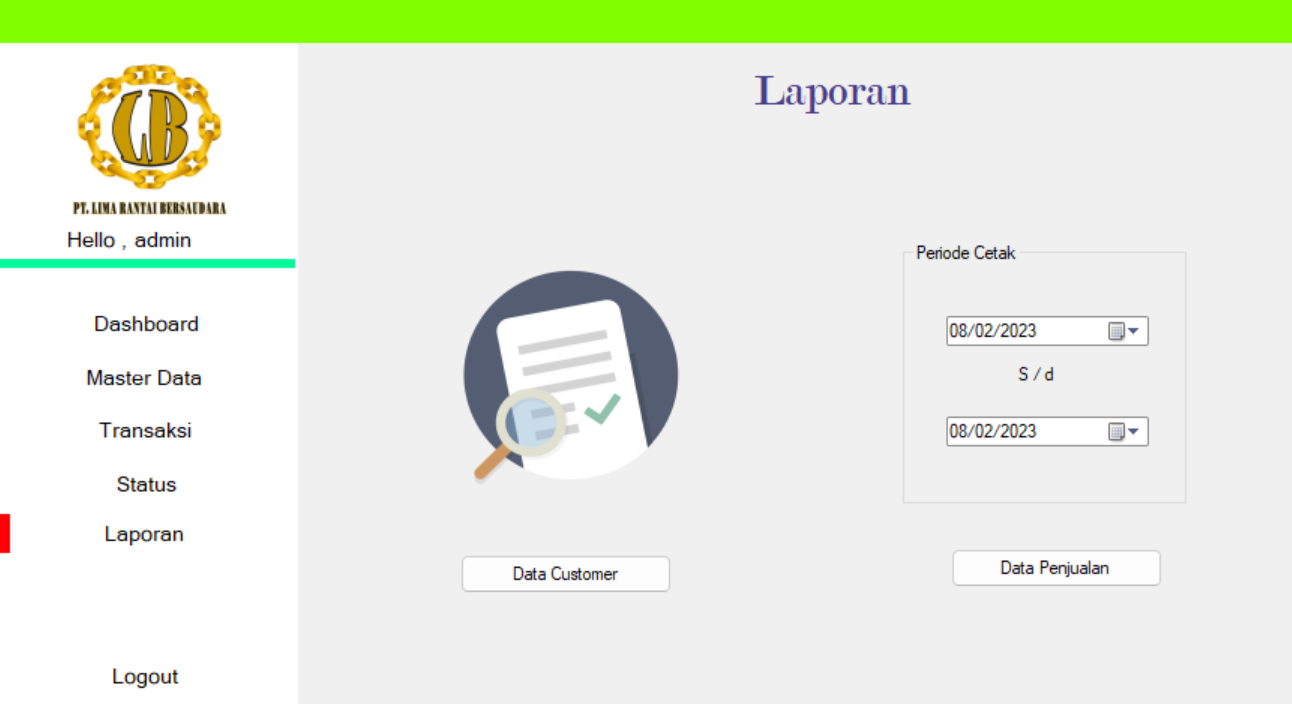 LB
PT. LIMA RANTAI BERSAUDARA
Hello , admin
Dashboard
Master Data
Transaksi
Status
Laporan
Logout
Laporan
Data Customer
Periode Cetak
08/02/2023
S / d
08/02/2023
Data Penjualan